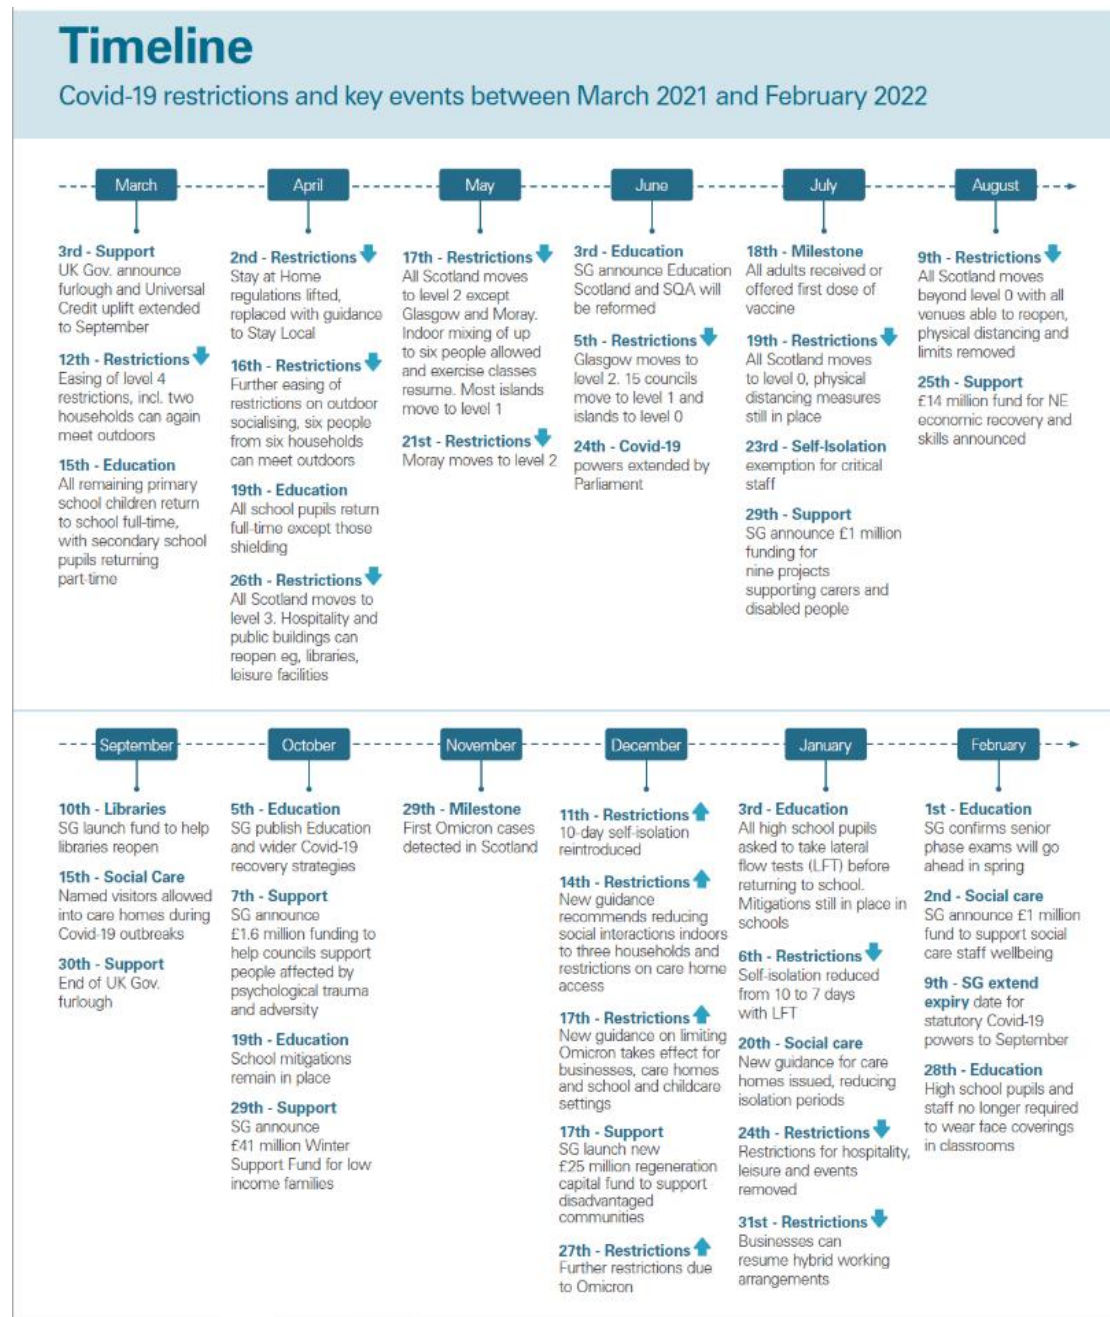 Timeline
Covid-19 restrictions and key events between March 2021 and February 2022
March
3rd - Support
UK Gov. announce
furlough and Universal
Credit uplift extended
to September
12th - Restrictions
Easing of level 4
restrictions, incl. two
households can again
meet outdoors
15th - Education
All remaining primary
school children return
to school full-time,
with secondary school
pupils returning
part-time
April
2nd - Restrictions
Stay at Home
regulations lifted,
replaced with guidance
to Stay Local
16th - Restrictions
Further easing of
restrictions on outdoor
socialising, six people
from six households
can meet outdoors
19th - Education
All school pupils return
full-time except those
shielding
26th - Restrictions
All Scotland moves to
level 3. Hospitality and
public buildings can
reopen eg, libraries,
leisure facilities
May
17th - Restrictions
All Scotland moves
to level 2 except
Glasgow and Moray.
Indoor mixing of up
to six people allowed
and exercise classes
resume. Most islands
move to level 1
21st - Restrictions
Moray moves to level 2
June
3rd - Education
SG announce Education
Scotland and SQA will
be reformed
5th - Restrictions
Glasgow moves to
level 2. 15 councils
move to level 1 and
islands to level 0
24th - Covid-19
powers extended by
Parliament
July
18th - Milestone
All adults received or
offered first dose of
vaccine
19th - Restrictions
All Scotland moves
to level 0, physical
distancing measures
still in place
23rd - Self-Isolation
exemption for critical
staff
29th - Support
SG announce £1 million
funding for
nine projects
supporting carers and
disabled people
August
9th - Restrictions
All Scotland moves
beyond level 0 with all
venues able to reopen,
physical distancing and
limits removed
25th - Support
£14 million fund for NE
economic recovery and
skills announced
September
10th - Libraries
SG launch fund to help
libraries reopen
15th - Social Care
Named visitors allowed
into care homes during
Covid-19 outbreaks
30th - Support
End of UK Gov.
furlough
October
5th - Education
SG publish Education
and wider Covid-19
recovery strategies
7th - Support
SG announce
£1.6 million funding to
help councils support
people affected by
psychological trauma
and adversity
19th - Education
School mitigations
remain in place
29th - Support
SG announce
£41 million Winter
Support Fund for low
income families
November
29th - Milestone
First Omicron cases
detected in Scotland
December
11th - Restrictions
10-day self-isolation
reintroduced
14th - Restrictions
New guidance
recommends reducing
social interactions indoors
to three households and
restrictions on care home
access
17th - Restrictions
New guidance on limiting
Omicron takes effect for
businesses, care homes
and school and childcare
settings
17th - Support
SG launch new
£25 million regeneration
capital fund to support
disadvantaged
communities
27th - Restrictions
Further restrictions due
to Omicron
January
3rd - Education
All high school pupils
asked to take lateral
flow tests (LFT) before
returning to school.
Mitigations still in place in
schools
6th - Restrictions
Self-isolation reduced
from 10 to 7 days
with LFT
20th - Social care
New guidance for care
homes issued, reducing
isolation periods
24th - Restrictions
Restrictions for hospitality,
leisure and events
removed
31st - Restrictions
Businesses can
resume hybrid working
arrangements
February
1st - Education
SG confirms senior
phase exams will go
ahead in spring
2nd - Social care
SG announce £1 million
fund to support social
care staff wellbeing
9th - SG extend
expiry date for
statutory Covid-19
powers to September
28th - Education
High school pupils and
staff no longer required
to wear face coverings
in classrooms